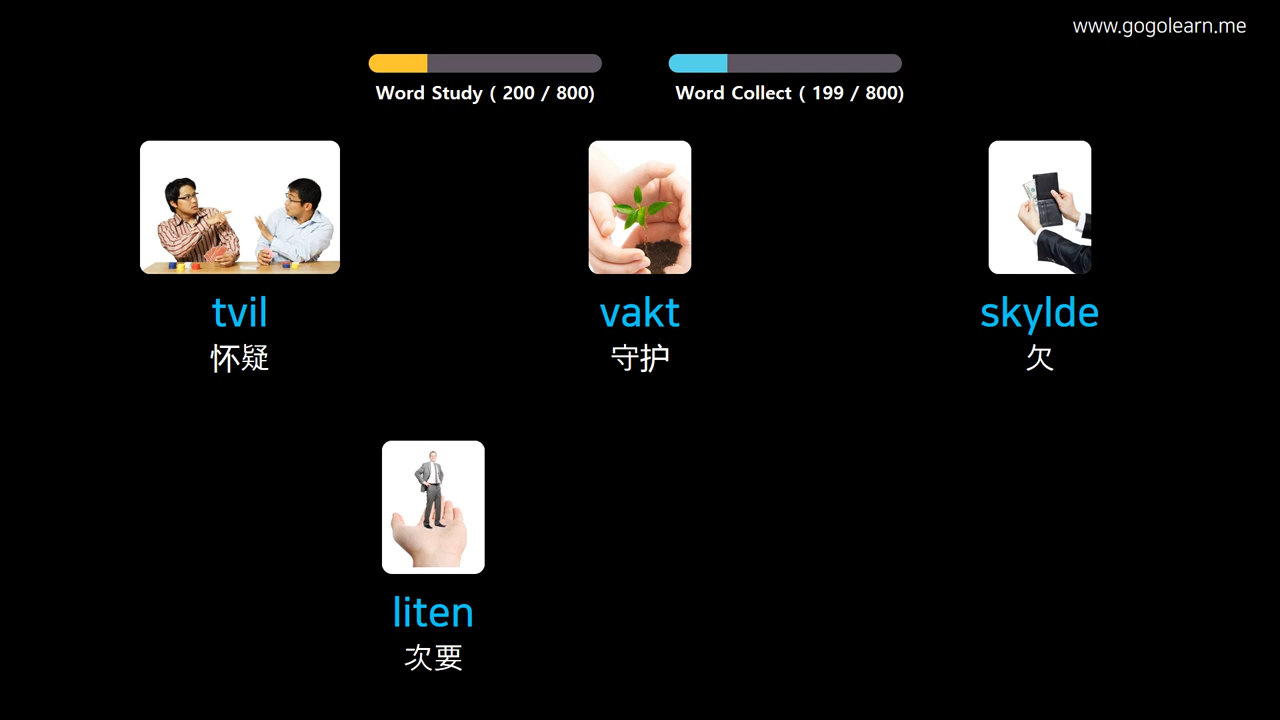 www.gogolearn.me
Word Study ( 200 / 800)
Word Collect ( 199 / 800)
tvil
怀疑
vakt
守护
skylde
欠
liten
次要